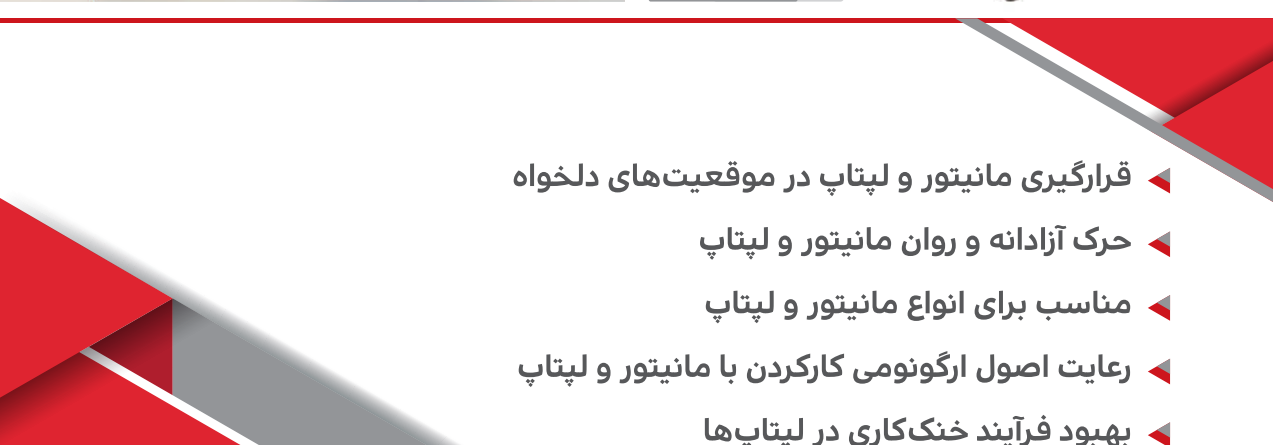 قرارگیری مانیتور و لپتاپ در موقعیت‌های دلخواه
حرک آزادانه و روان مانیتور و لپتاپ
مناسب برای انواع مانیتور و لپتاپ
رعایت اصول ارگونومی کارکردن با مانیتور و لپتاپ
بهبود فرآیند خنک‌کاری در لپتاپ‌ها